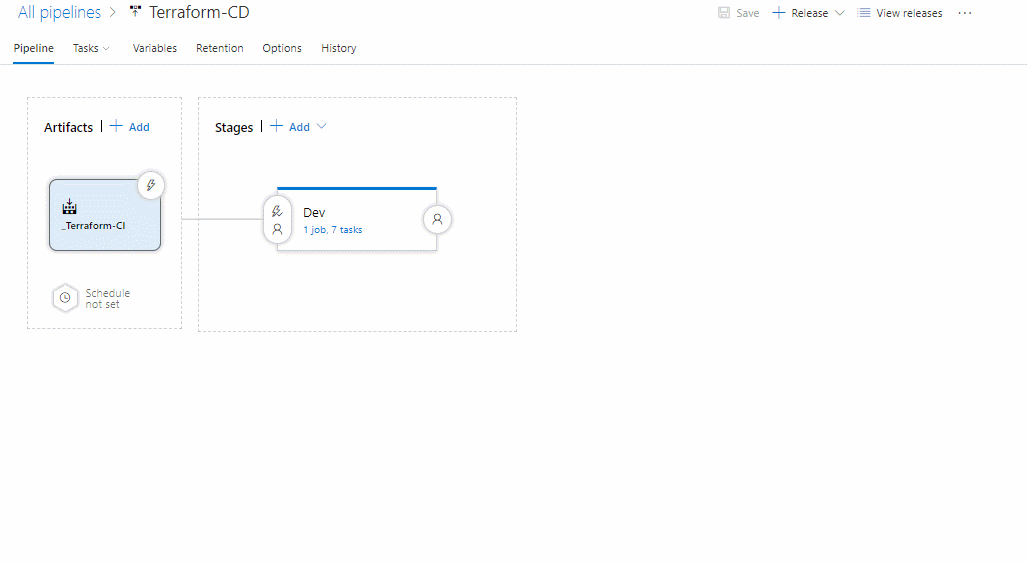 All pipelines > Terraform-CD
Save + Release View releases ...
Pipeline Tasks Variables Retention Options History
Artifacts | + Add
Stages | + Add
_Terraform-CI
Dev
1 job, 7 tasks
Schedule
not set